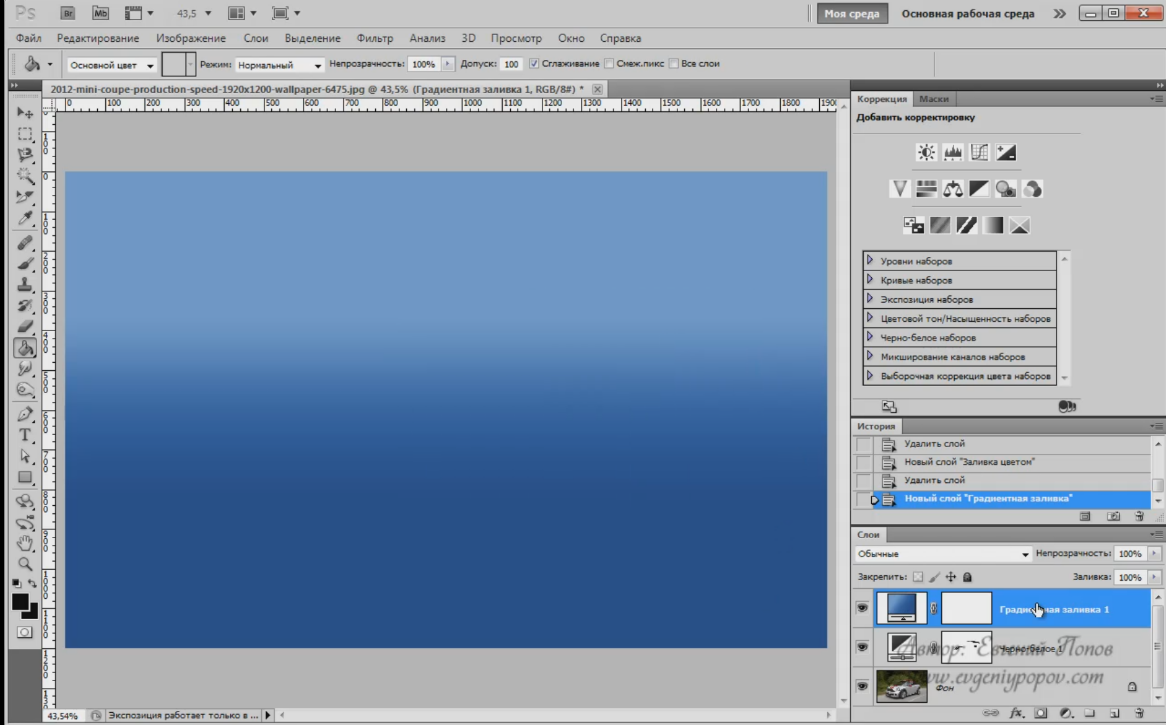 Ps Br Mb 43,5 Моя среда Основная рабочая среда
Файл Редактирование Изображение Слои Выделение Фильтр Анализ 3D Просмотр Окно Справка
Основной цвет Режим: Нормальный Непрозрачность: 100% Допуск: 100 Сглаживание Смеж.пикс Все слои
2012-mini-coupe-production-speed-1920x1200-wallpaper-6475.jpg @ 43,5% (Градиентная заливка 1, RGB/8#) *
0 100 200 300 400 500 600 700 800 900 1000 1100 1200 1300 1400 1500 1600 1700 1800 190
Коррекция Маски
Добавить корректировку
Уровни наборов
Кривые наборов
Экспозиция наборов
Цветовой тон/Насыщенность наборов
Черно-белое наборов
Микширование каналов наборов
Выборочная коррекция цвета наборов
История
Удалить слой
Новый слой "Заливка цветом"
Удалить слой
Новый слой "Градиентная заливка"
Слои
Обычные Непрозрачность: 100%
Закрепить: Заливка: 100%
Градиентная заливка 1
Черно-белое 1
Автор: Евгений Попов
www.evgeniypopov.com
Фон
43,54% Экспозиция работает только в ...